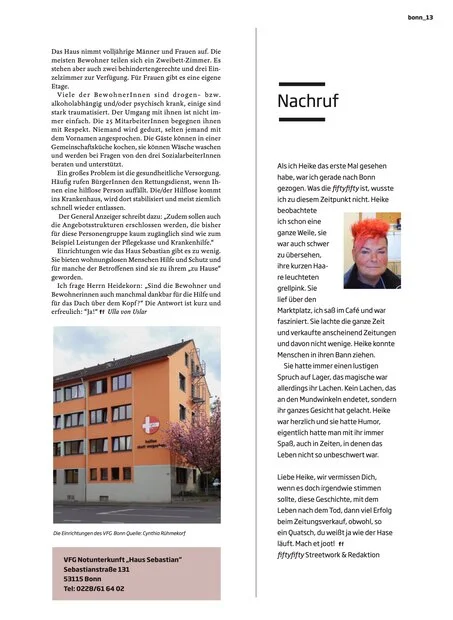 bonn_13
Das Haus nimmt volljährige Männer und Frauen auf. Die
meisten Bewohner teilen sich ein Zweibett-Zimmer. Es
stehen aber auch zwei behindertengerechte und drei Ein-
zelzimmer zur Verfügung. Für Frauen gibt es eine eigene
Etage.
Viele der BewohnerInnen sind drogen- bzw.
alkoholabhängig und/oder psychisch krank, einige sind
stark traumatisiert. Der Umgang mit ihnen ist nicht im-
mer einfach. Die 25 MitarbeiterInnen begegnen ihnen
mit Respekt. Niemand wird geduzt, selten jemand mit
dem Vornamen angesprochen. Die Gäste können in einer
Gemeinschaftsküche kochen, sie können Wäsche waschen
und werden bei Fragen von den drei SozialarbeiterInnen
beraten und unterstützt.
Ein großes Problem ist die gesundheitliche Versorgung.
Häufig rufen BürgerInnen den Rettungsdienst, wenn Ih-
nen eine hilflose Person auffällt. Die/der Hilflose kommt
ins Krankenhaus, wird dort stabilisiert und meist ziemlich
schnell wieder entlassen.
Der General Anzeiger schreibt dazu: „Zudem sollen auch
die Angebotsstrukturen erschlossen werden, die bisher
für diese Personengruppe kaum zugänglich sind wie zum
Beispiel Leistungen der Pflegekasse und Krankenhilfe.“
Einrichtungen wie das Haus Sebastian gibt es zu wenig.
Sie bieten wohnungslosen Menschen Hilfe und Schutz und
für manche der Betroffenen sind sie zu ihrem „zu Hause“
geworden.
Ich frage Herrn Heidekorn: „Sind die Bewohner und
Bewohnerinnen auch manchmal dankbar für die Hilfe und
für das Dach über dem Kopf?“ Die Antwort ist kurz und
erfreulich: “Ja!“ ff Ulla von Uslar
Die Einrichtungen des VFG Bonn Quelle: Cynthia Rühmekorf
VFG Notunterkunft „Haus Sebastian“
Sebastianstraße 131
53115 Bonn
Tel: 0228/61 64 02
Nachruf
Als ich Heike das erste Mal gesehen
habe, war ich gerade nach Bonn
gezogen. Was die fiftyfifty ist, wusste
ich zu diesem Zeitpunkt nicht. Heike
beobachtete
ich schon eine
ganze Weile, sie
war auch schwer
zu übersehen,
ihre kurzen Haa-
re leuchteten
grellpink. Sie
lief über den
Marktplatz, ich saß im Café und war
fasziniert. Sie lachte die ganze Zeit
und verkaufte anscheinend Zeitungen
und davon nicht wenige. Heike konnte
Menschen in ihren Bann ziehen.
Sie hatte immer einen lustigen
Spruch auf Lager, das magische war
allerdings ihr Lachen. Kein Lachen, das
an den Mundwinkeln endetet, sondern
ihr ganzes Gesicht hat gelacht. Heike
war herzlich und sie hatte Humor,
eigentlich hatte man mit ihr immer
Spaß, auch in Zeiten, in denen das
Leben nicht so unbeschwert war.
Liebe Heike, wir vermissen Dich,
wenn es doch irgendwie stimmen
sollte, diese Geschichte, mit dem
Leben nach dem Tod, dann viel Erfolg
beim Zeitungsverkauf, obwohl, so
ein Quatsch, du weißt ja wie der Hase
läuft. Mach et joot! ff
fiftyfifty Streetwork & Redaktion